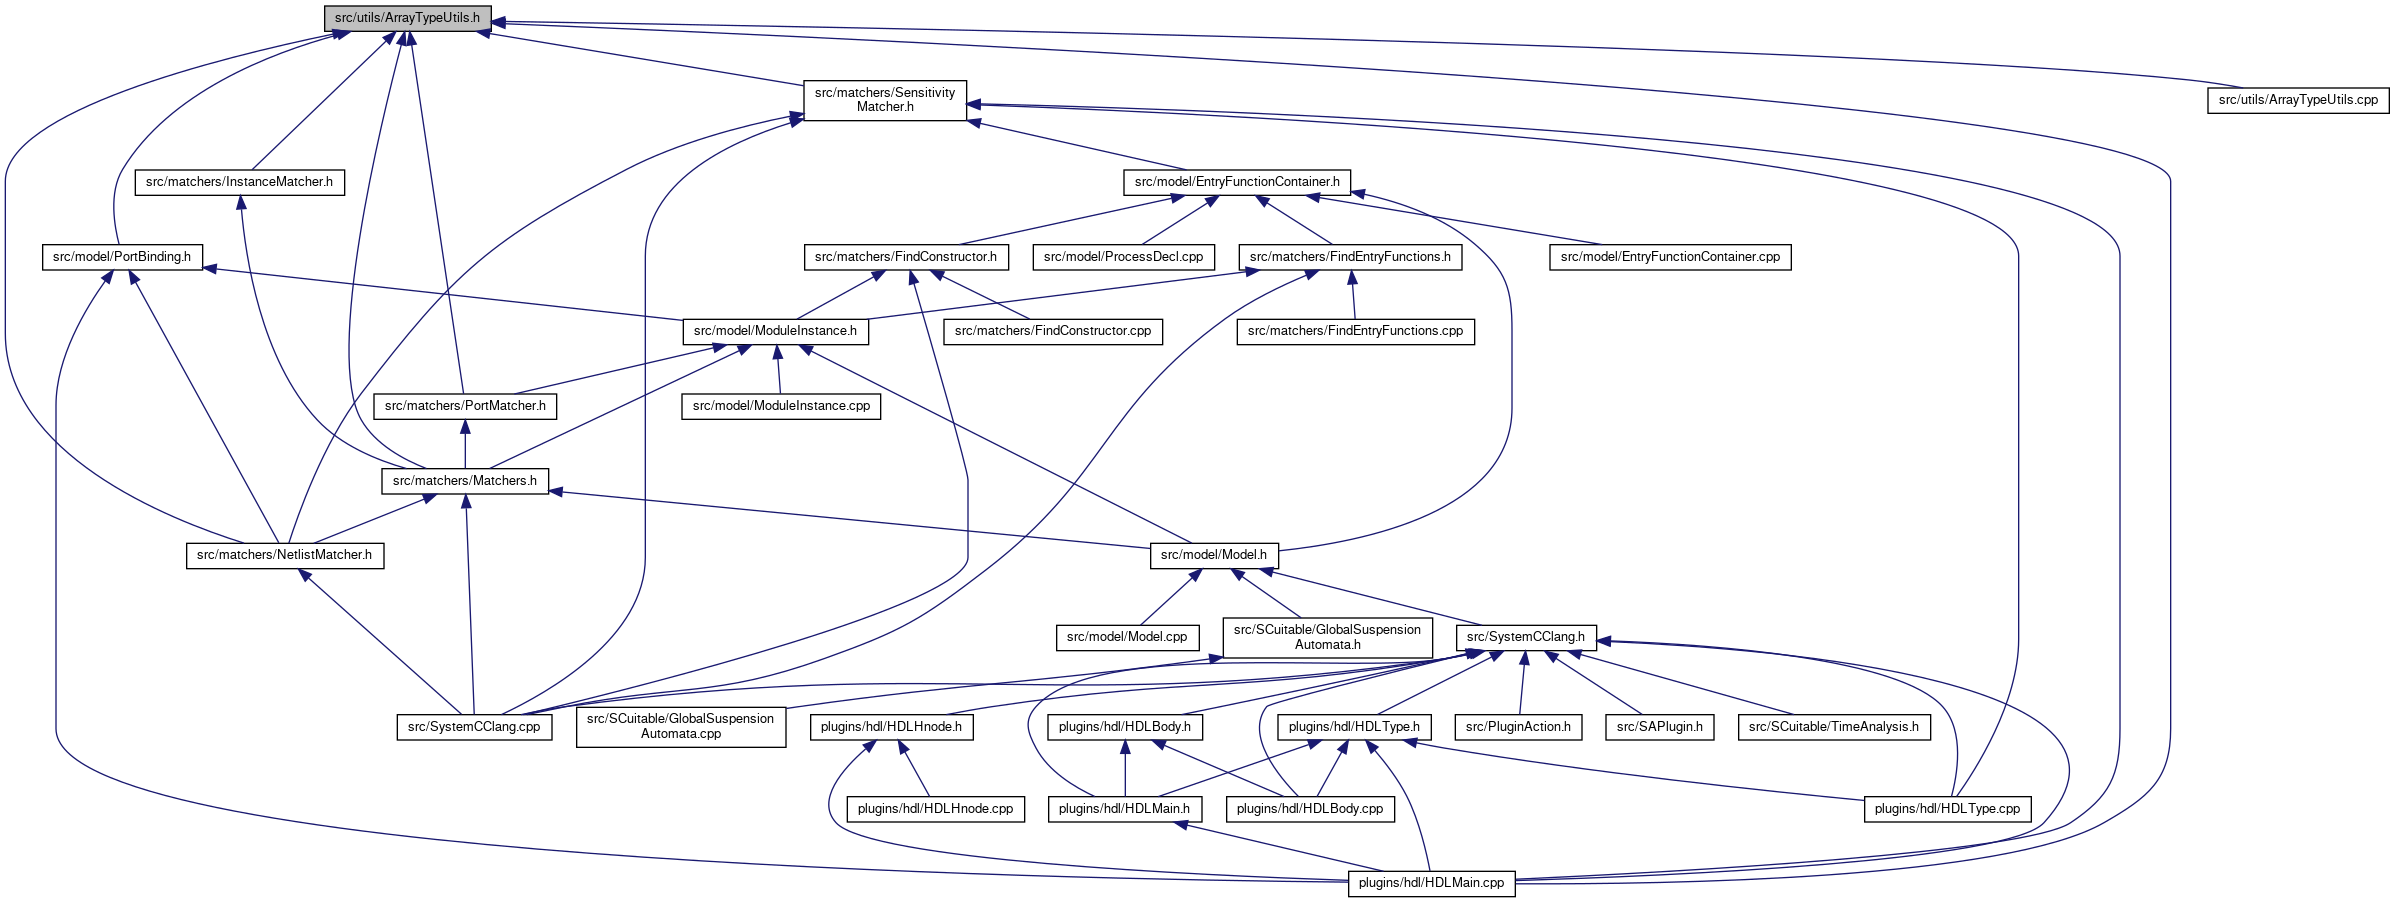 src/utils/ArrayTypeUtils.h
src/matchers/Sensitivity
Matcher.h
src/utils/ArrayTypeUtils.cpp
src/matchers/InstanceMatcher.h
src/model/EntryFunctionContainer.h
src/model/PortBinding.h
src/matchers/FindConstructor.h
src/model/ProcessDecl.cpp
src/matchers/FindEntryFunctions.h
src/model/EntryFunctionContainer.cpp
src/model/ModuleInstance.h
src/matchers/FindConstructor.cpp
src/matchers/FindEntryFunctions.cpp
src/matchers/PortMatcher.h
src/model/ModuleInstance.cpp
src/matchers/Matchers.h
src/matchers/NetlistMatcher.h
src/model/Model.h
src/model/Model.cpp
src/SCuitable/GlobalSuspension
Automata.h
src/SystemCClang.h
src/SystemCClang.cpp
src/SCuitable/GlobalSuspension
Automata.cpp
plugins/hdl/HDLHnode.h
plugins/hdl/HDLBody.h
plugins/hdl/HDLType.h
src/PluginAction.h
src/SAPlugin.h
src/SCuitable/TimeAnalysis.h
plugins/hdl/HDLHnode.cpp
plugins/hdl/HDLMain.h
plugins/hdl/HDLBody.cpp
plugins/hdl/HDLType.cpp
plugins/hdl/HDLMain.cpp